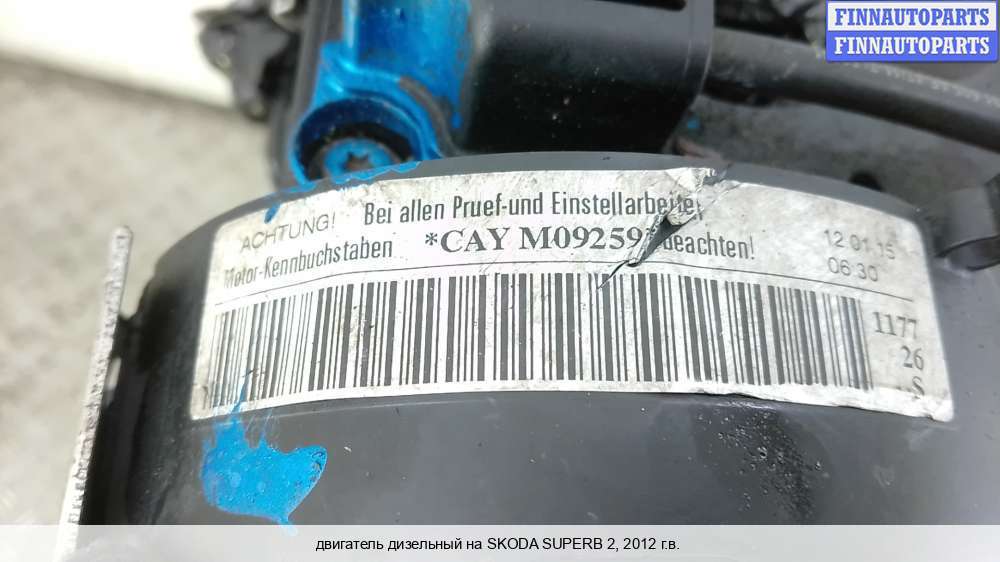 FINNAUTOPARTS
FINNAUTOPARTS
ACHTUNG! Bei allen Pruef-und Einstellarbeiten
Motor-Kennbuchstaben *CAY M09259* beachten!
12 01 15
06:30
1177
26
S
двигатель дизельный на SKODA SUPERB 2, 2012 г.в.